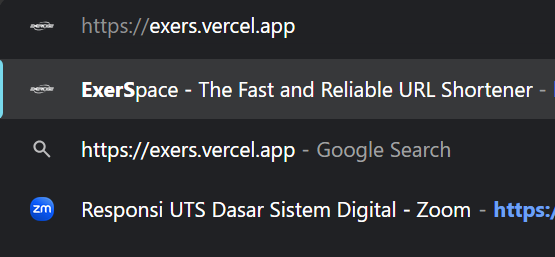 https://exers.vercel.app
ExerSpace - The Fast and Reliable URL Shortener -
https://exers.vercel.app - Google Search
zm Responsi UTS Dasar Sistem Digital - Zoom - https:/